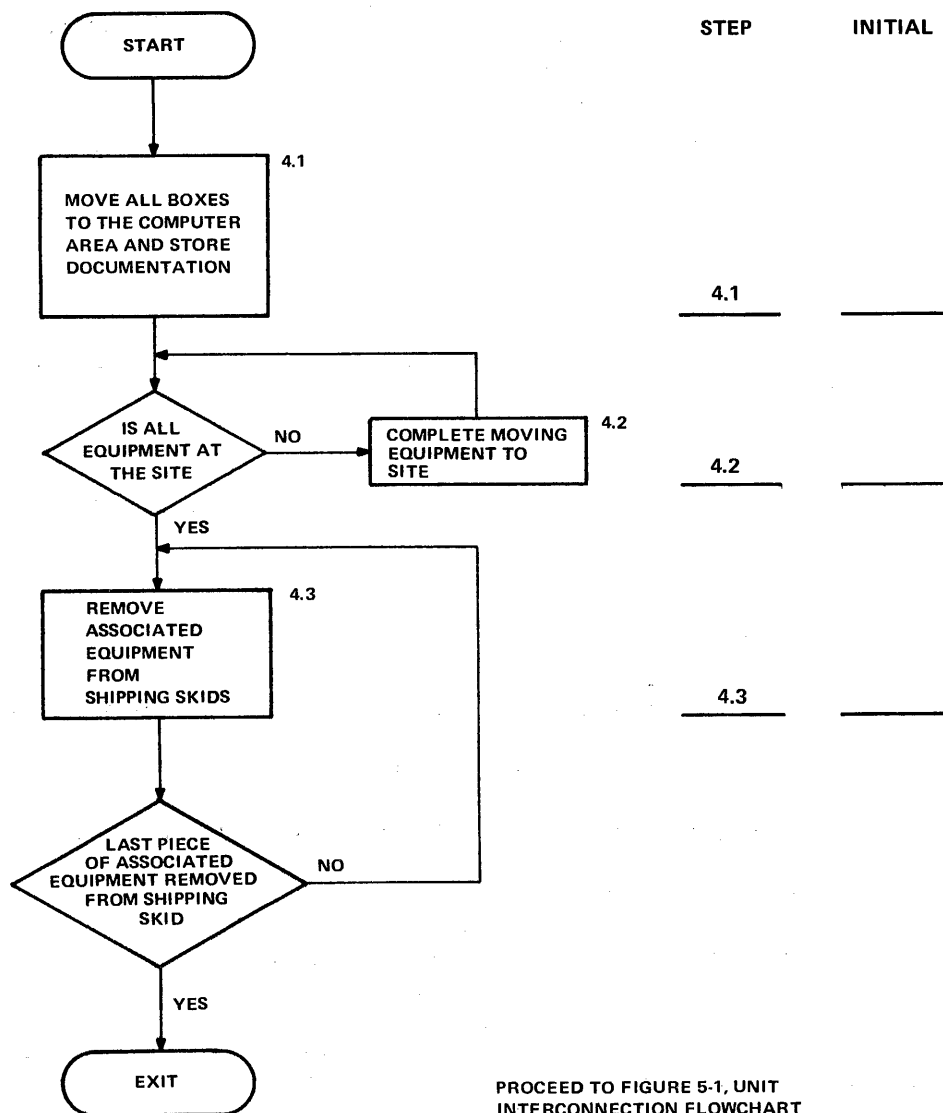 START
STEP INITIAL
4.1
MOVE ALL BOXES
TO THE COMPUTER
AREA AND STORE
DOCUMENTATION
4.1
IS ALL
EQUIPMENT AT
THE SITE
NO
COMPLETE MOVING
EQUIPMENT TO
SITE
4.2
4.2
YES
4.3
REMOVE
ASSOCIATED
EQUIPMENT
FROM
SHIPPING SKIDS
4.3
LAST PIECE
OF ASSOCIATED
EQUIPMENT REMOVED
FROM SHIPPING
SKID
NO
YES
EXIT
PROCEED TO FIGURE 5-1, UNIT
INTERCONNECTION FLOWCHART